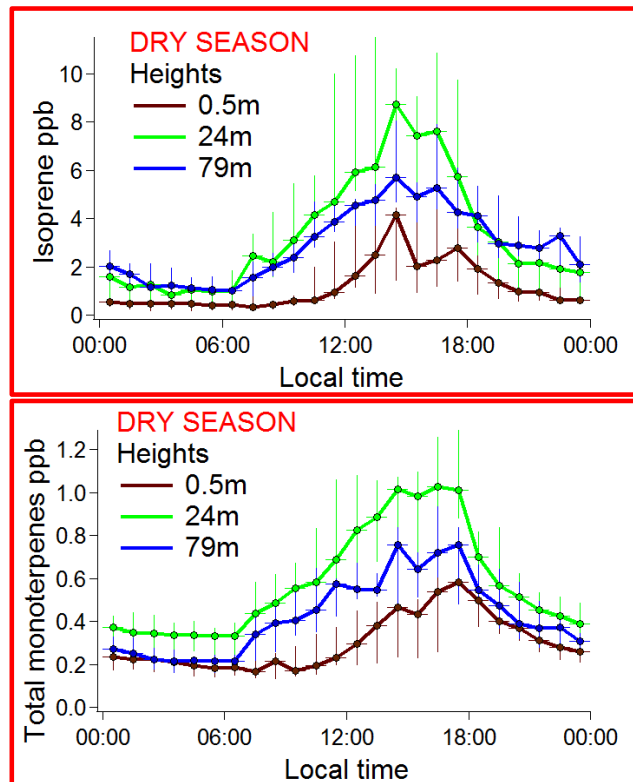 DRY SEASON
Heights
0.5m
24m
79m
Isoprene ppb
10
8
6
4
2
0
00:00 06:00 12:00 18:00 00:00
Local time
DRY SEASON
Heights
0.5m
24m
79m
Total monoterpenes ppb
1.2
1.0
0.8
0.6
0.4
0.2
0.0
00:00 06:00 12:00 18:00 00:00
Local time